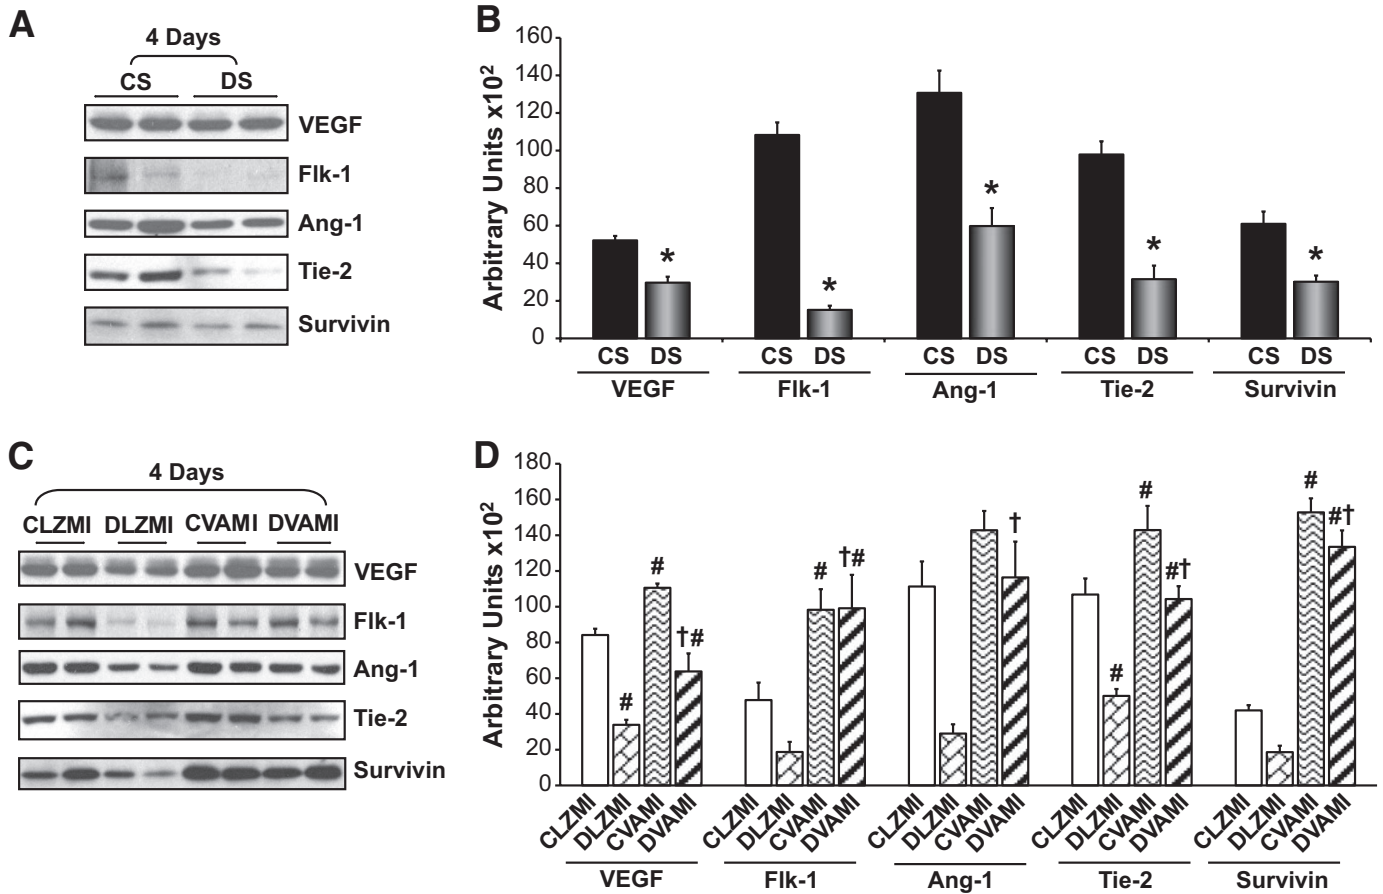 A
4 Days
CS DS
VEGF
Flk-1
Ang-1
Tie-2
Survivin
B
Arbitrary Units x10²
160
140
120
100
80
60
40
20
0
* * * * *
CS DS CS DS CS DS CS DS CS DS
VEGF Flk-1 Ang-1 Tie-2 Survivin
C
4 Days
CLZMI DLZMI CVAMI DVAMI
VEGF
Flk-1
Ang-1
Tie-2
Survivin
D
Arbitrary Units x10²
180
160
140
120
100
80
60
40
20
0
# # †# # †# † # # #† # #†
CLZMI DLZMI CVAMI DVAMI CLZMI DLZMI CVAMI DVAMI CLZMI DLZMI CVAMI DVAMI CLZMI DLZMI CVAMI DVAMI CLZMI DLZMI CVAMI DVAMI
VEGF Flk-1 Ang-1 Tie-2 Survivin